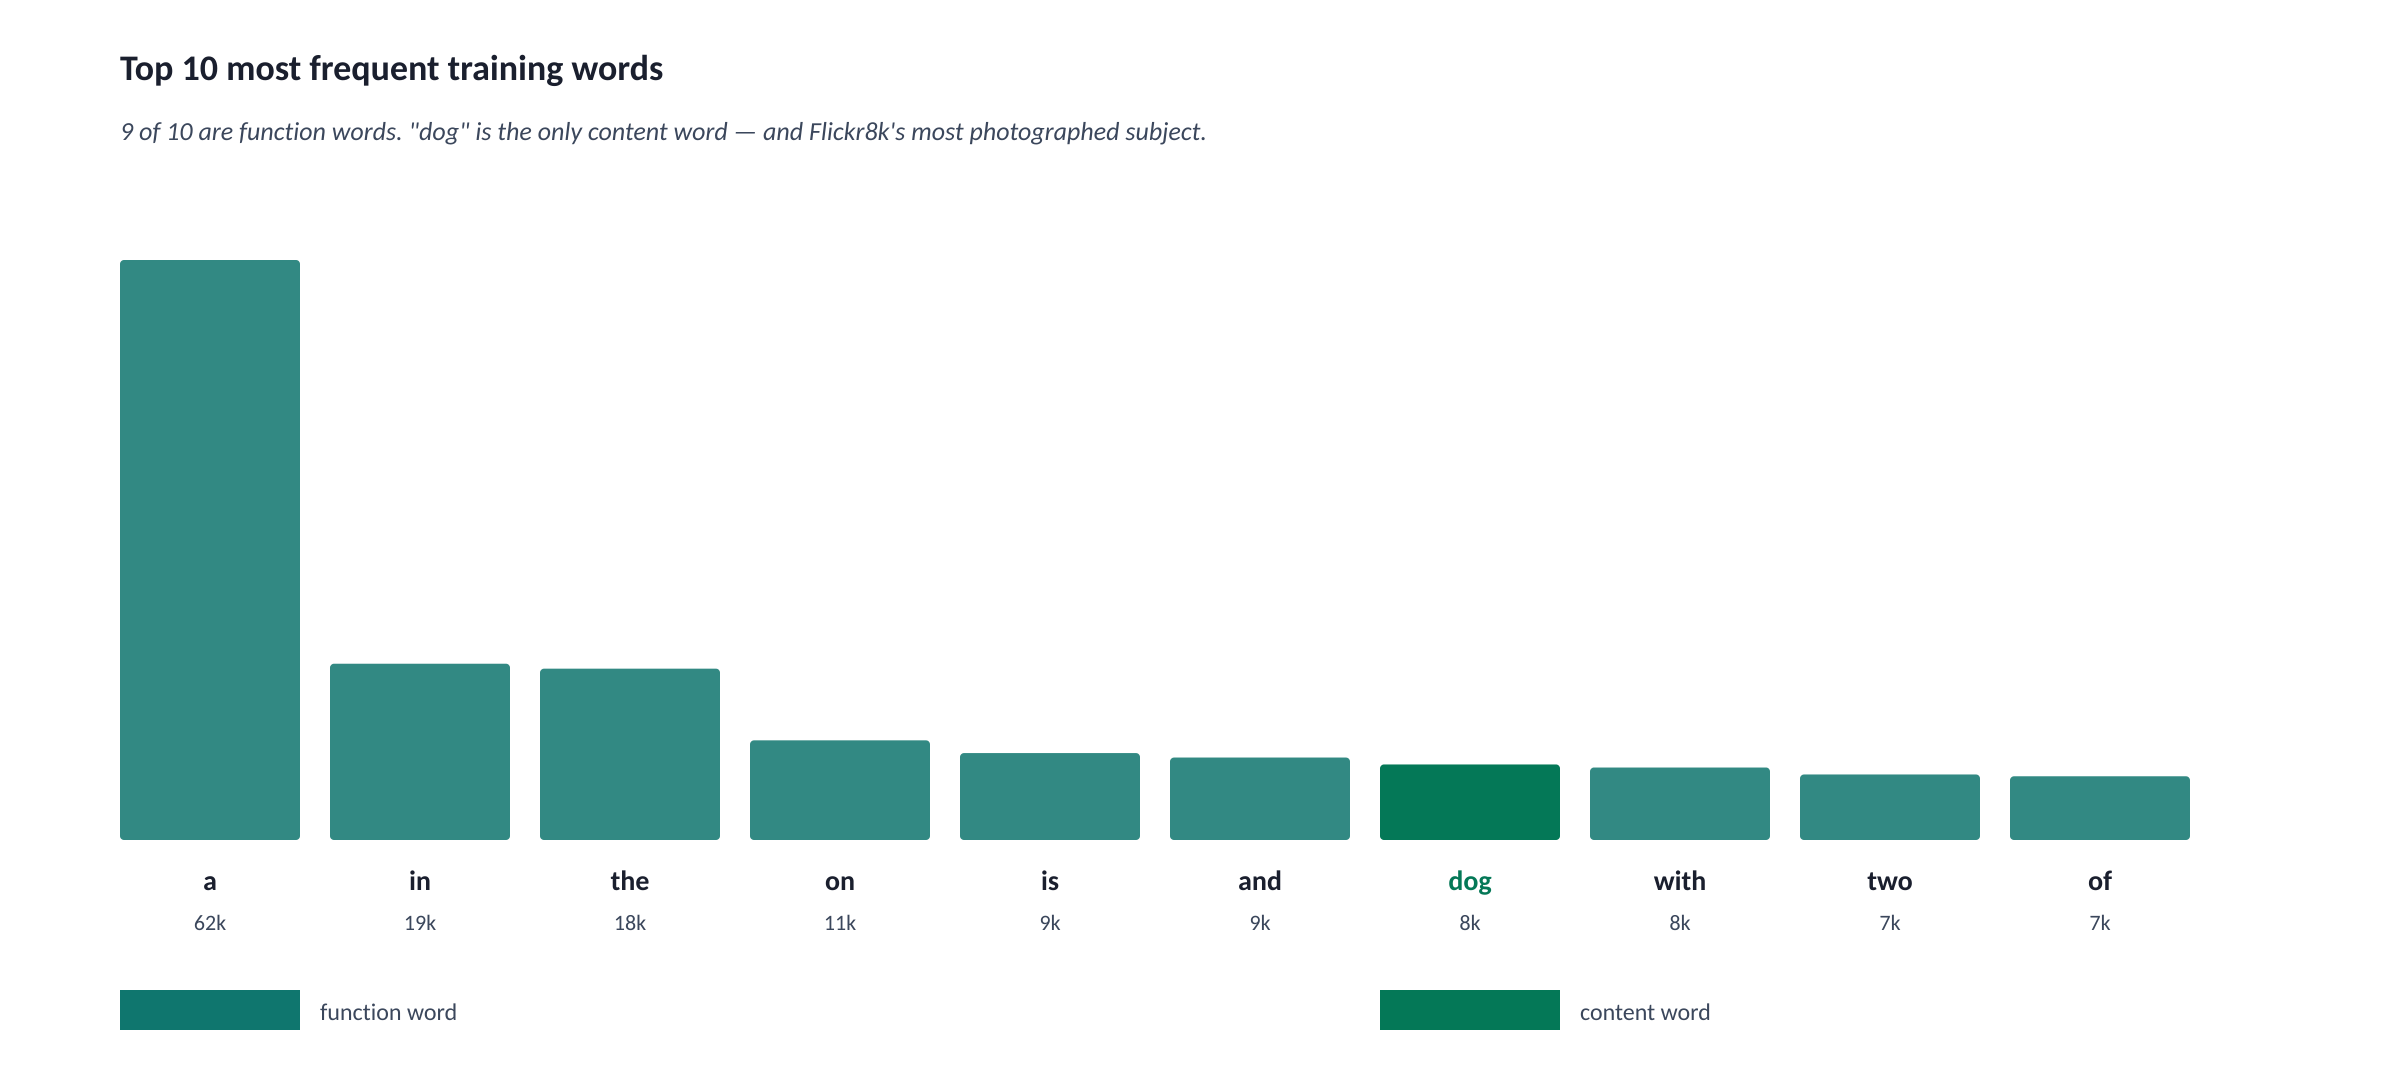 Top 10 most frequent training words
9 of 10 are function words. "dog" is the only content word — and Flickr8k's most photographed subject.
a in the on is and dog with two of
62k 19k 18k 11k 9k 9k 8k 8k 7k 7k
function word content word